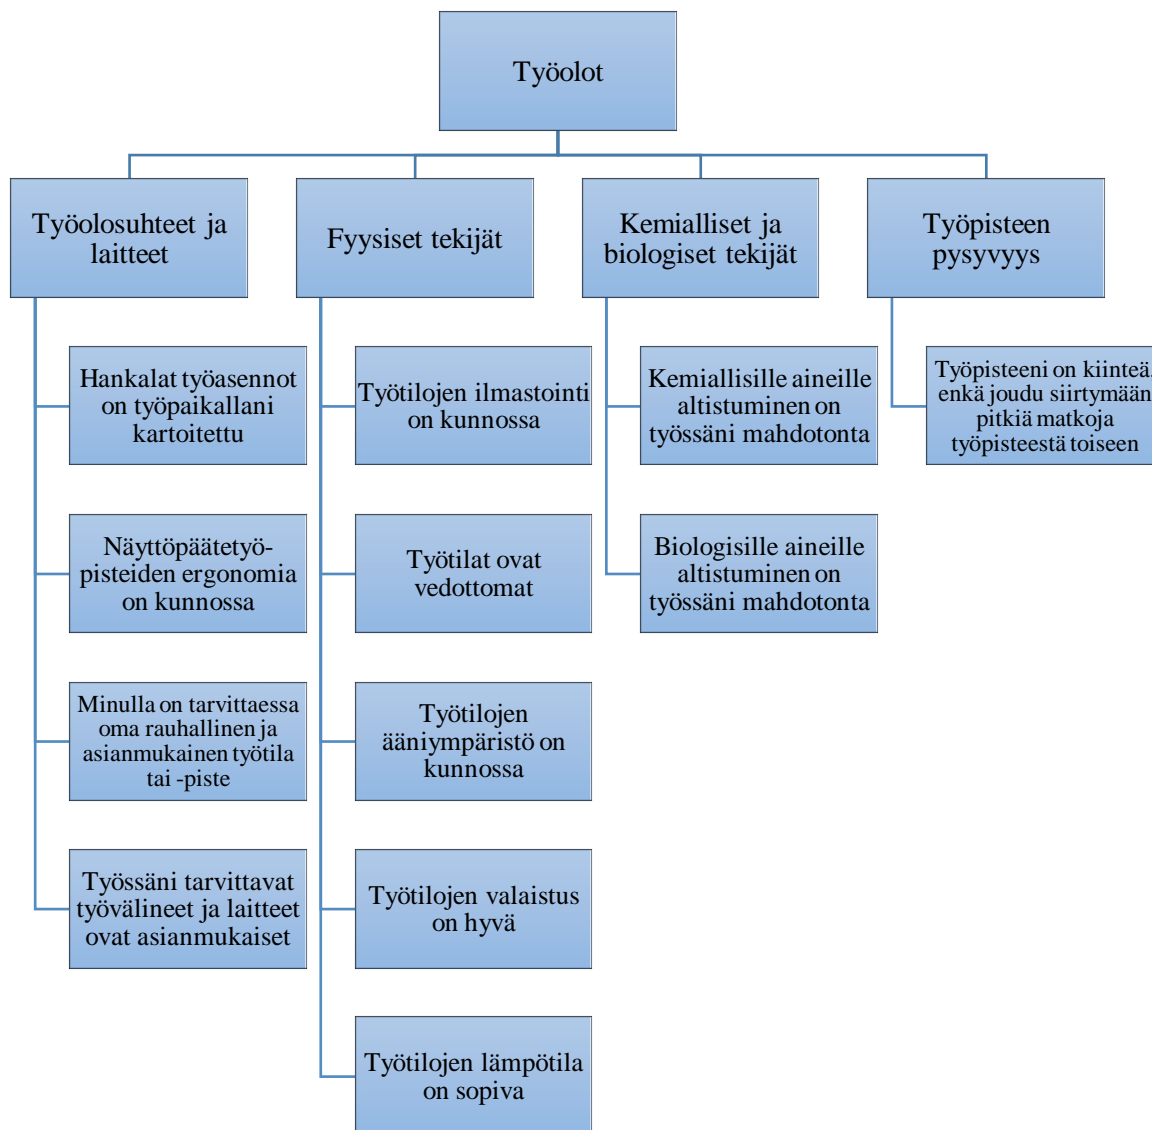 Työolot
Työolosuhteet ja
laitteet
Hankalat työasennot
on työpaikallani
kartoitettu
Näyttöpäätetyö-
pisteiden ergonomia
on kunnossa
Minulla on tarvittaessa
oma rauhallinen ja
asianmukainen työtila
tai -piste
Työssäni tarvittavat
työvälineet ja laitteet
ovat asianmukaiset
Fyysiset tekijät
Työtilojen ilmastointi
on kunnossa
Työtilat ovat
vedottomat
Työtilojen
ääniympäristö on
kunnossa
Työtilojen valaistus
on hyvä
Työtilojen lämpötila
on sopiva
Kemialliset ja
biologiset tekijät
Kemiallisille aineille
altistuminen on
työssäni mahdotonta
Biologisille aineille
altistuminen on
työssäni mahdotonta
Työpisteen
pysyvyys
Työpisteeni on kiinteä,
enkä joudu siirtymään
pitkiä matkoja
työpisteestä toiseen